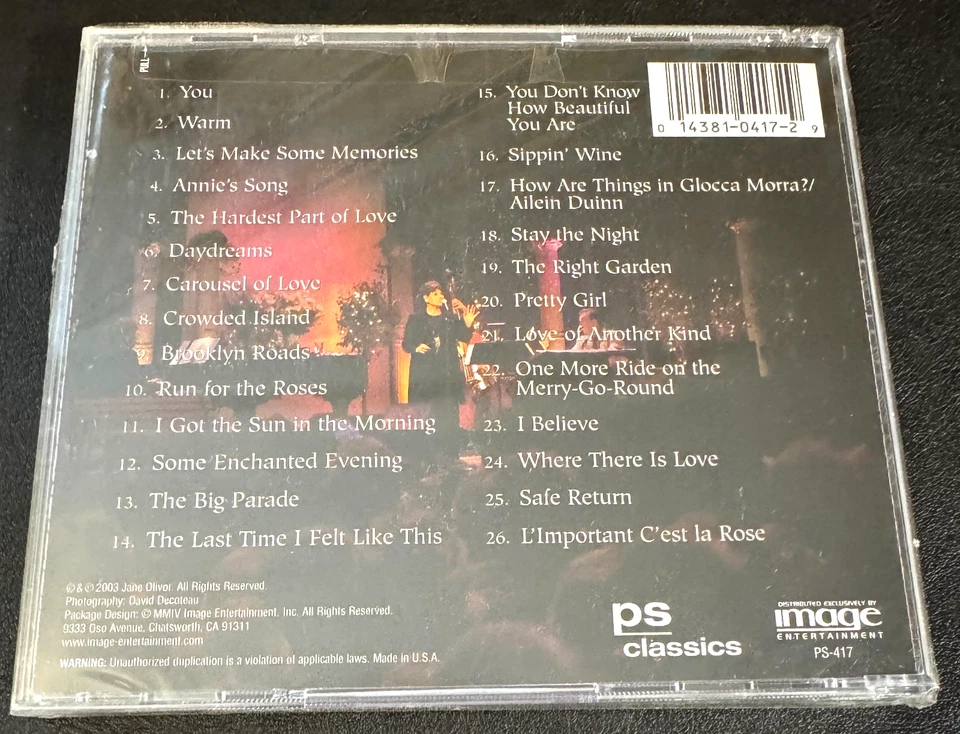 PULL
1. You
2. Warm
3. Let's Make Some Memories
4. Annie's Song
5. The Hardest Part of Love
6. Daydreams
7. Carousel of Love
8. Crowded Island
9. Brooklyn Roads
10. Run for the Roses
11. I Got the Sun in the Morning
12. Some Enchanted Evening
13. The Big Parade
14. The Last Time I Felt Like This
15. You Don't Know
How Beautiful
You Are
16. Sippin' Wine
17. How Are Things in Glocca Morra?/
Ailein Duinn
18. Stay the Night
19. The Right Garden
20. Pretty Girl
21. Love of Another Kind
22. One More Ride on the
Merry-Go-Round
23. I Believe
24. Where There Is Love
25. Safe Return
26. L'Important C'est la Rose
0 14381-0417-2 9
℗ & © 2003 Jane Olivor. All Rights Reserved.
Photography: David Decoteau
Package Design: © MMIV Image Entertainment, Inc. All Rights Reserved.
9333 Oso Avenue, Chatsworth, CA 91311
www.image-entertainment.com
WARNING: Unauthorized duplication is a violation of applicable laws. Made in U.S.A.
ps
classics
DISTRIBUTED EXCLUSIVELY BY
image
ENTERTAINMENT
PS-417